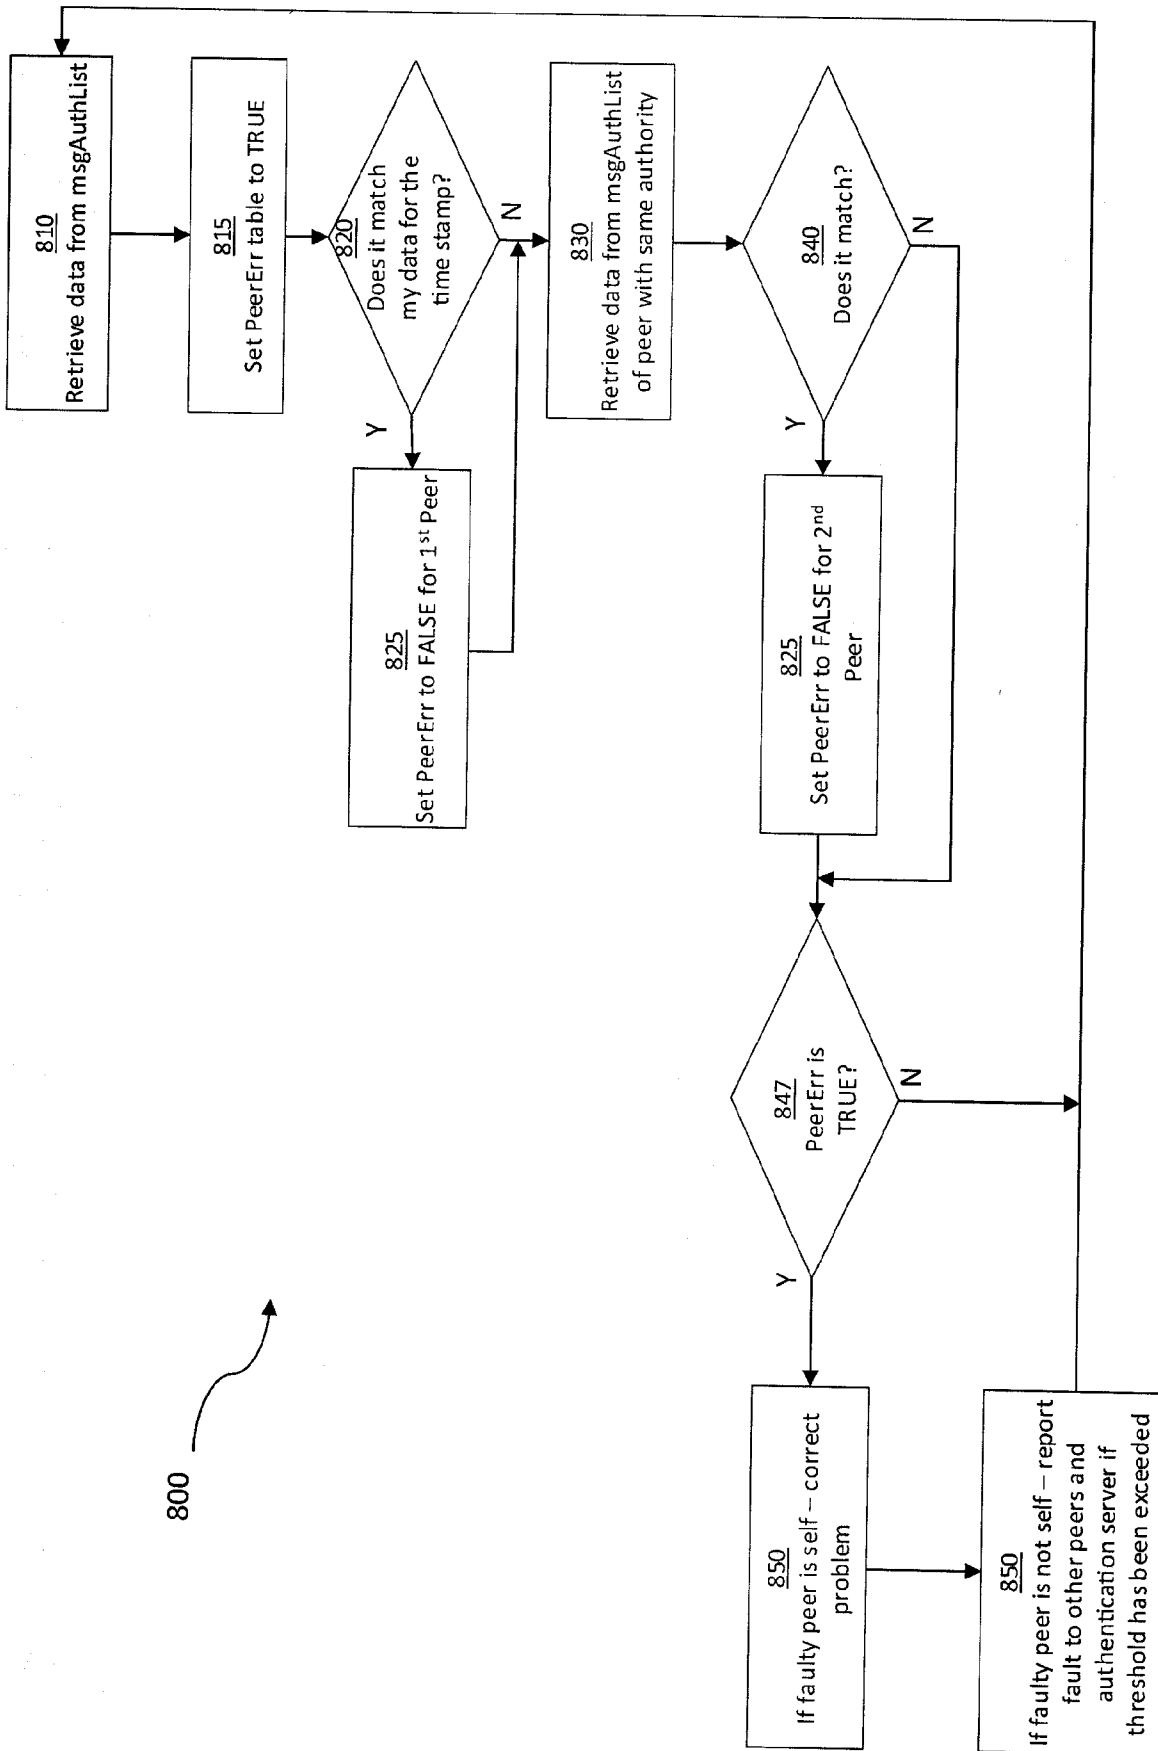 800
810
Retrieve data from msgAuthList
815
Set PeerErr table to TRUE
820
Does it match
my data for the
time stamp?
Y
N
825
Set PeerErr to FALSE for 1st Peer
830
Retrieve data from msgAuthList
of peer with same authority
840
Does it match?
Y
N
825
Set PeerErr to FALSE for 2nd
Peer
847
PeerErr is
TRUE?
Y
N
850
If faulty peer is self – correct
problem
850
If faulty peer is not self – report
fault to other peers and
authentication server if
threshold has been exceeded